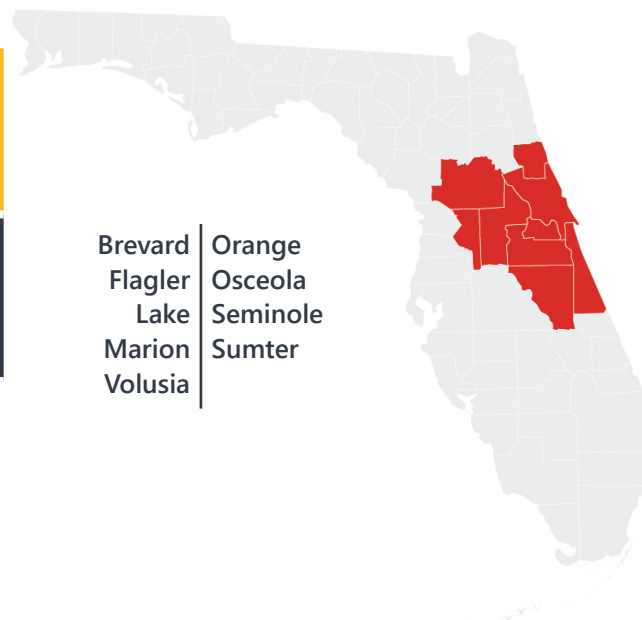 Brevard
Flagler
Lake
Marion
Volusia
Orange
Osceola
Seminole
Sumter